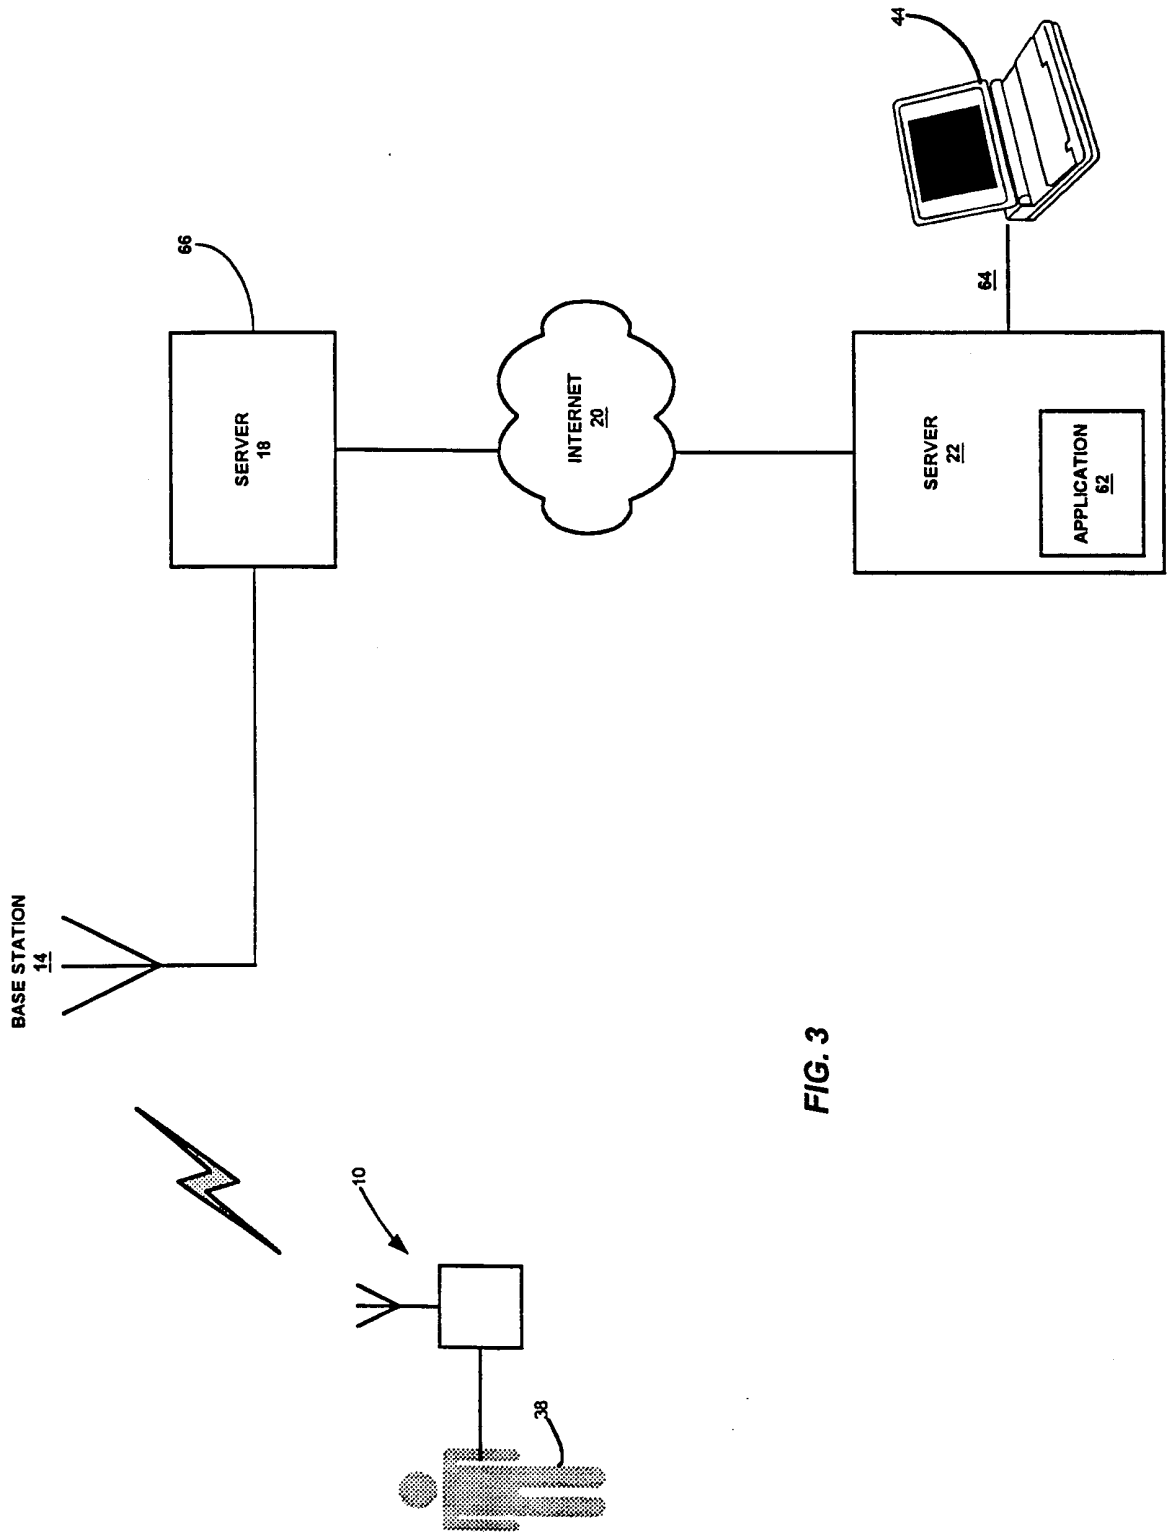 BASE STATION
14
66
SERVER
18
INTERNET
20
SERVER
22
APPLICATION
62
64
44
10
38
FIG. 3